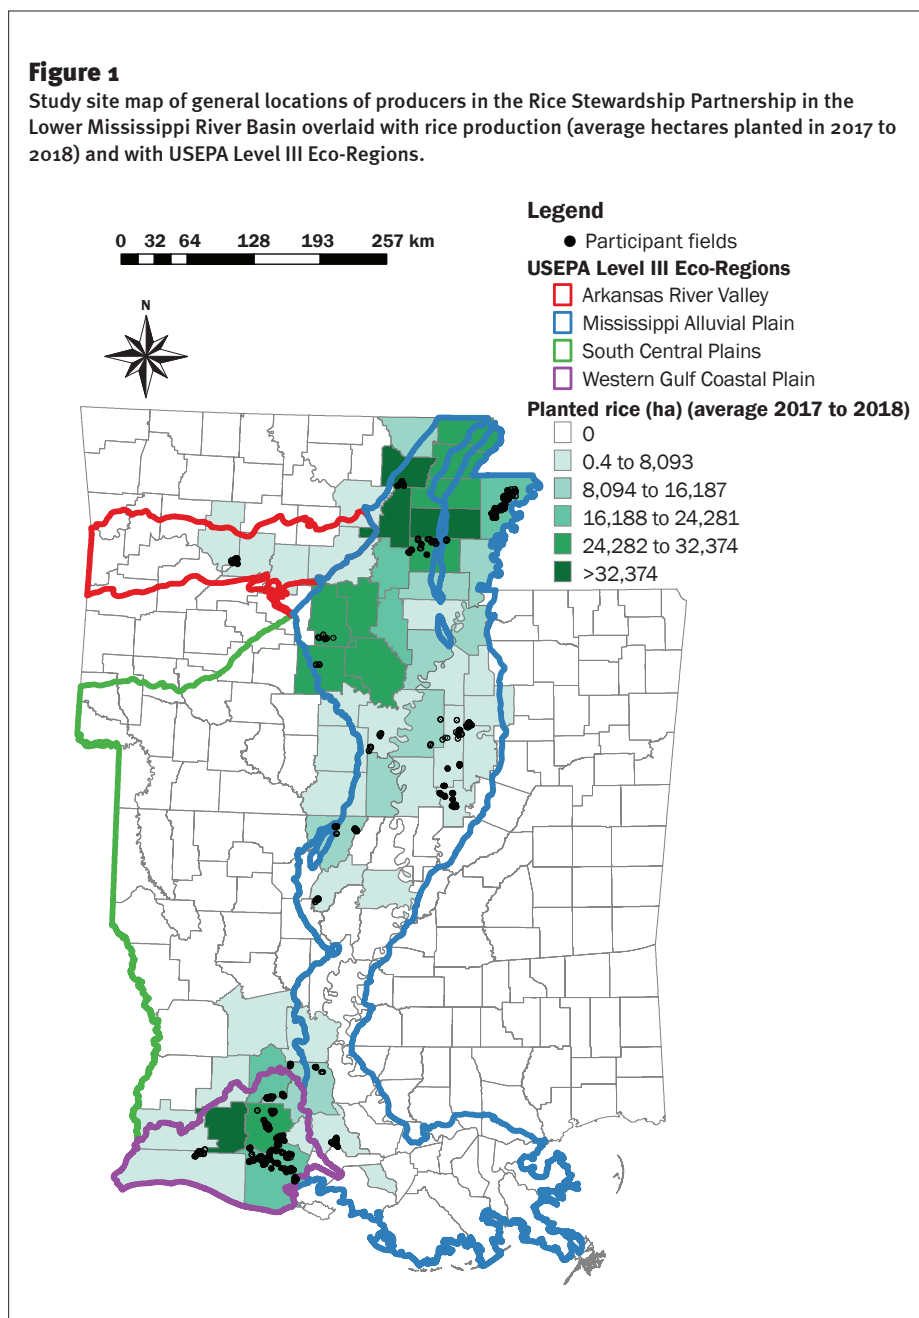 Figure 1
Study site map of general locations of producers in the Rice Stewardship Partnership in the
Lower Mississippi River Basin overlaid with rice production (average hectares planted in 2017 to
2018) and with USEPA Level III Eco-Regions.
0 32 64 128 193 257 km
N
Legend
Participant fields
USEPA Level III Eco-Regions
Arkansas River Valley
Mississippi Alluvial Plain
South Central Plains
Western Gulf Coastal Plain
Planted rice (ha) (average 2017 to 2018)
0
0.4 to 8,093
8,094 to 16,187
16,188 to 24,281
24,282 to 32,374
>32,374